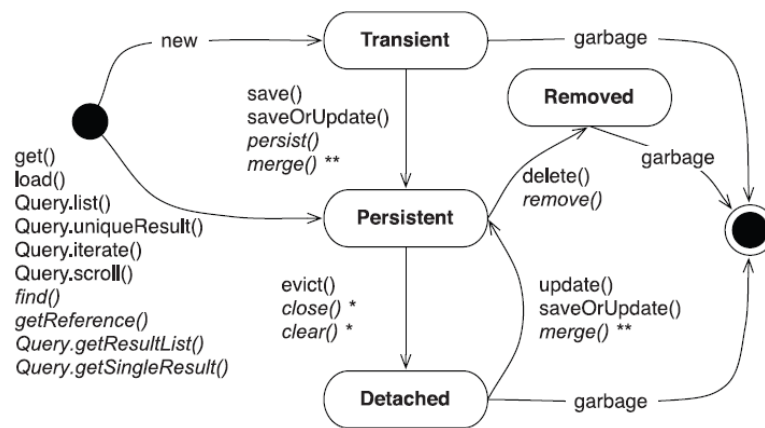 new
Transient
garbage
save()
saveOrUpdate()
persist()
merge() **
Removed
get()
load()
Query.list()
Query.uniqueResult()
Query.iterate()
Query.scroll()
find()
getReference()
Query.getResultList()
Query.getSingleResult()
Persistent
delete()
remove()
garbage
evict()
close() *
clear() *
update()
saveOrUpdate()
merge() **
Detached
garbage